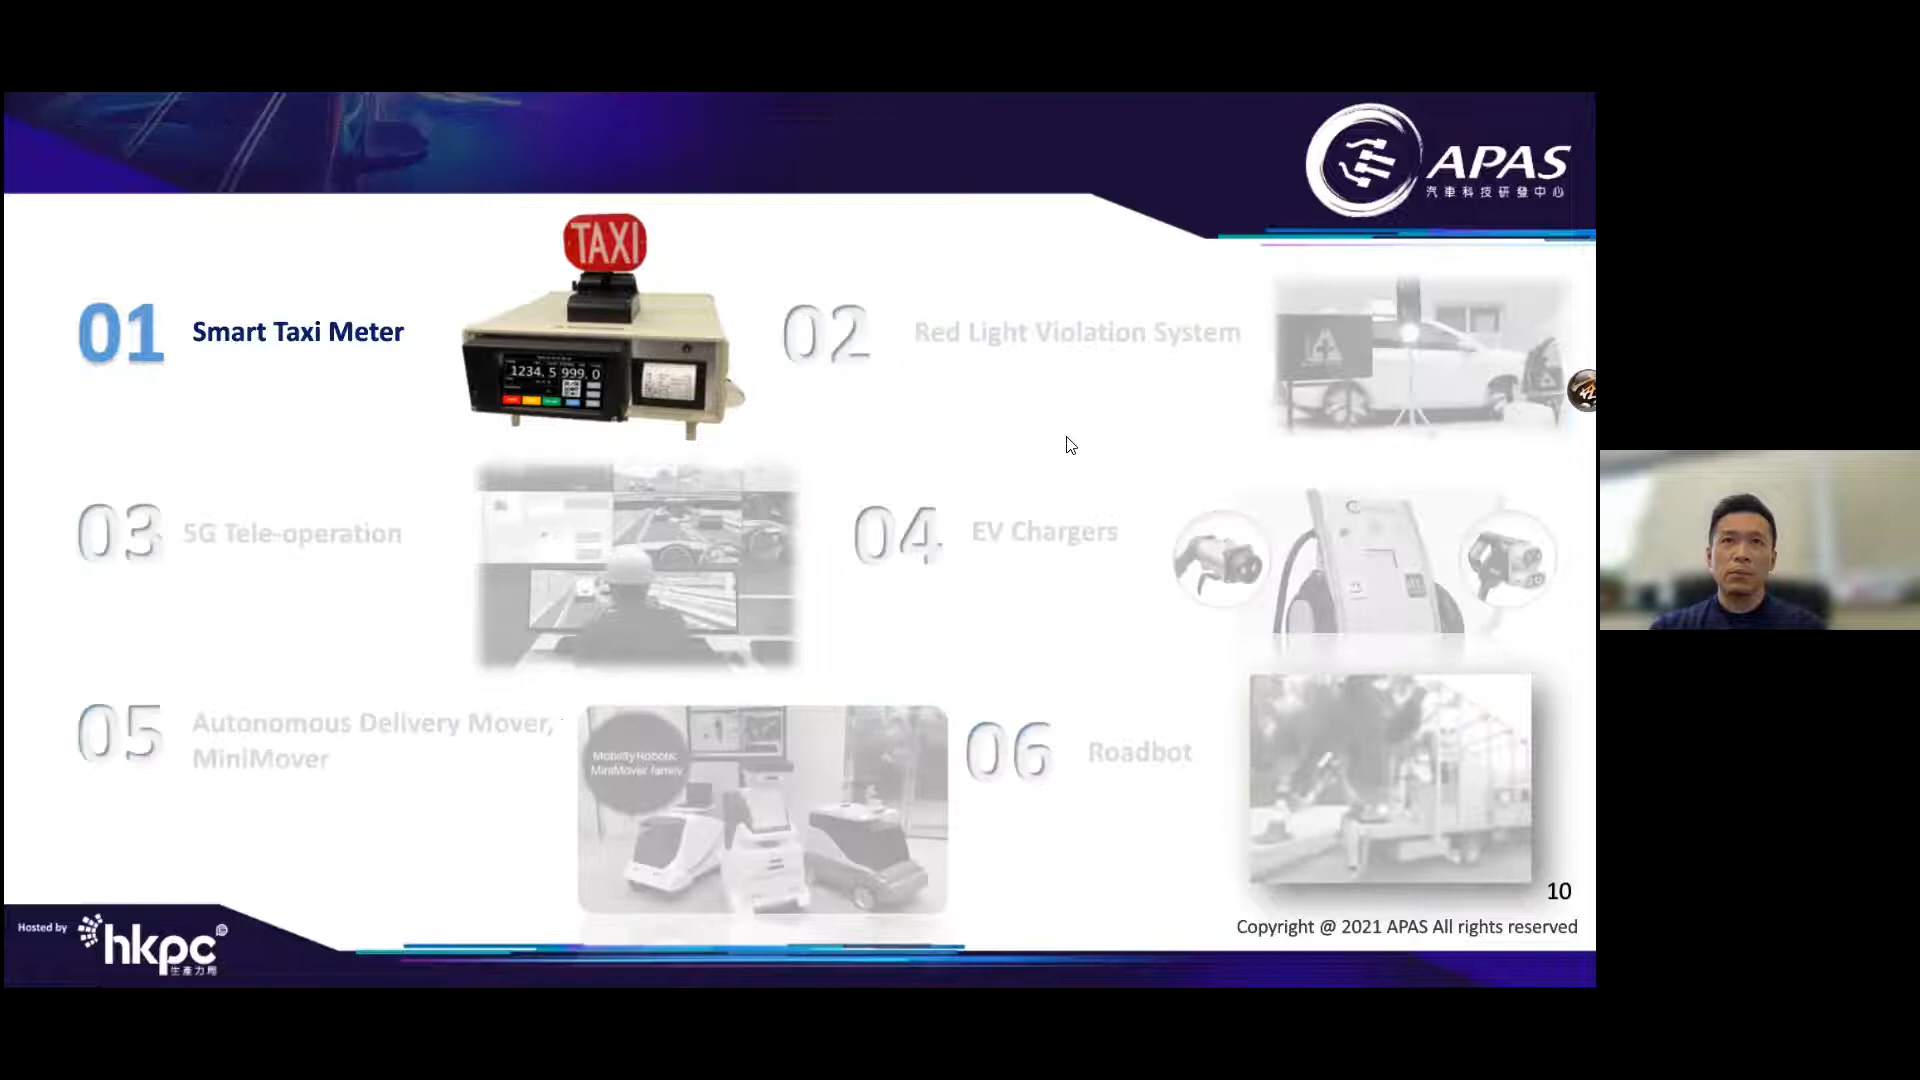 APAS
汽車科技研發中心
TAXI
01
Smart Taxi Meter
1234.5 999.0
02
Red Light Violation System
03
5G Tele-operation
04
EV Chargers
05
Autonomous Delivery Mover,
MiniMover
Mobility Robotic
MiniMover family
06
Roadbot
10
Copyright @ 2021 APAS All rights reserved
Hosted by
hkpc
生產力局